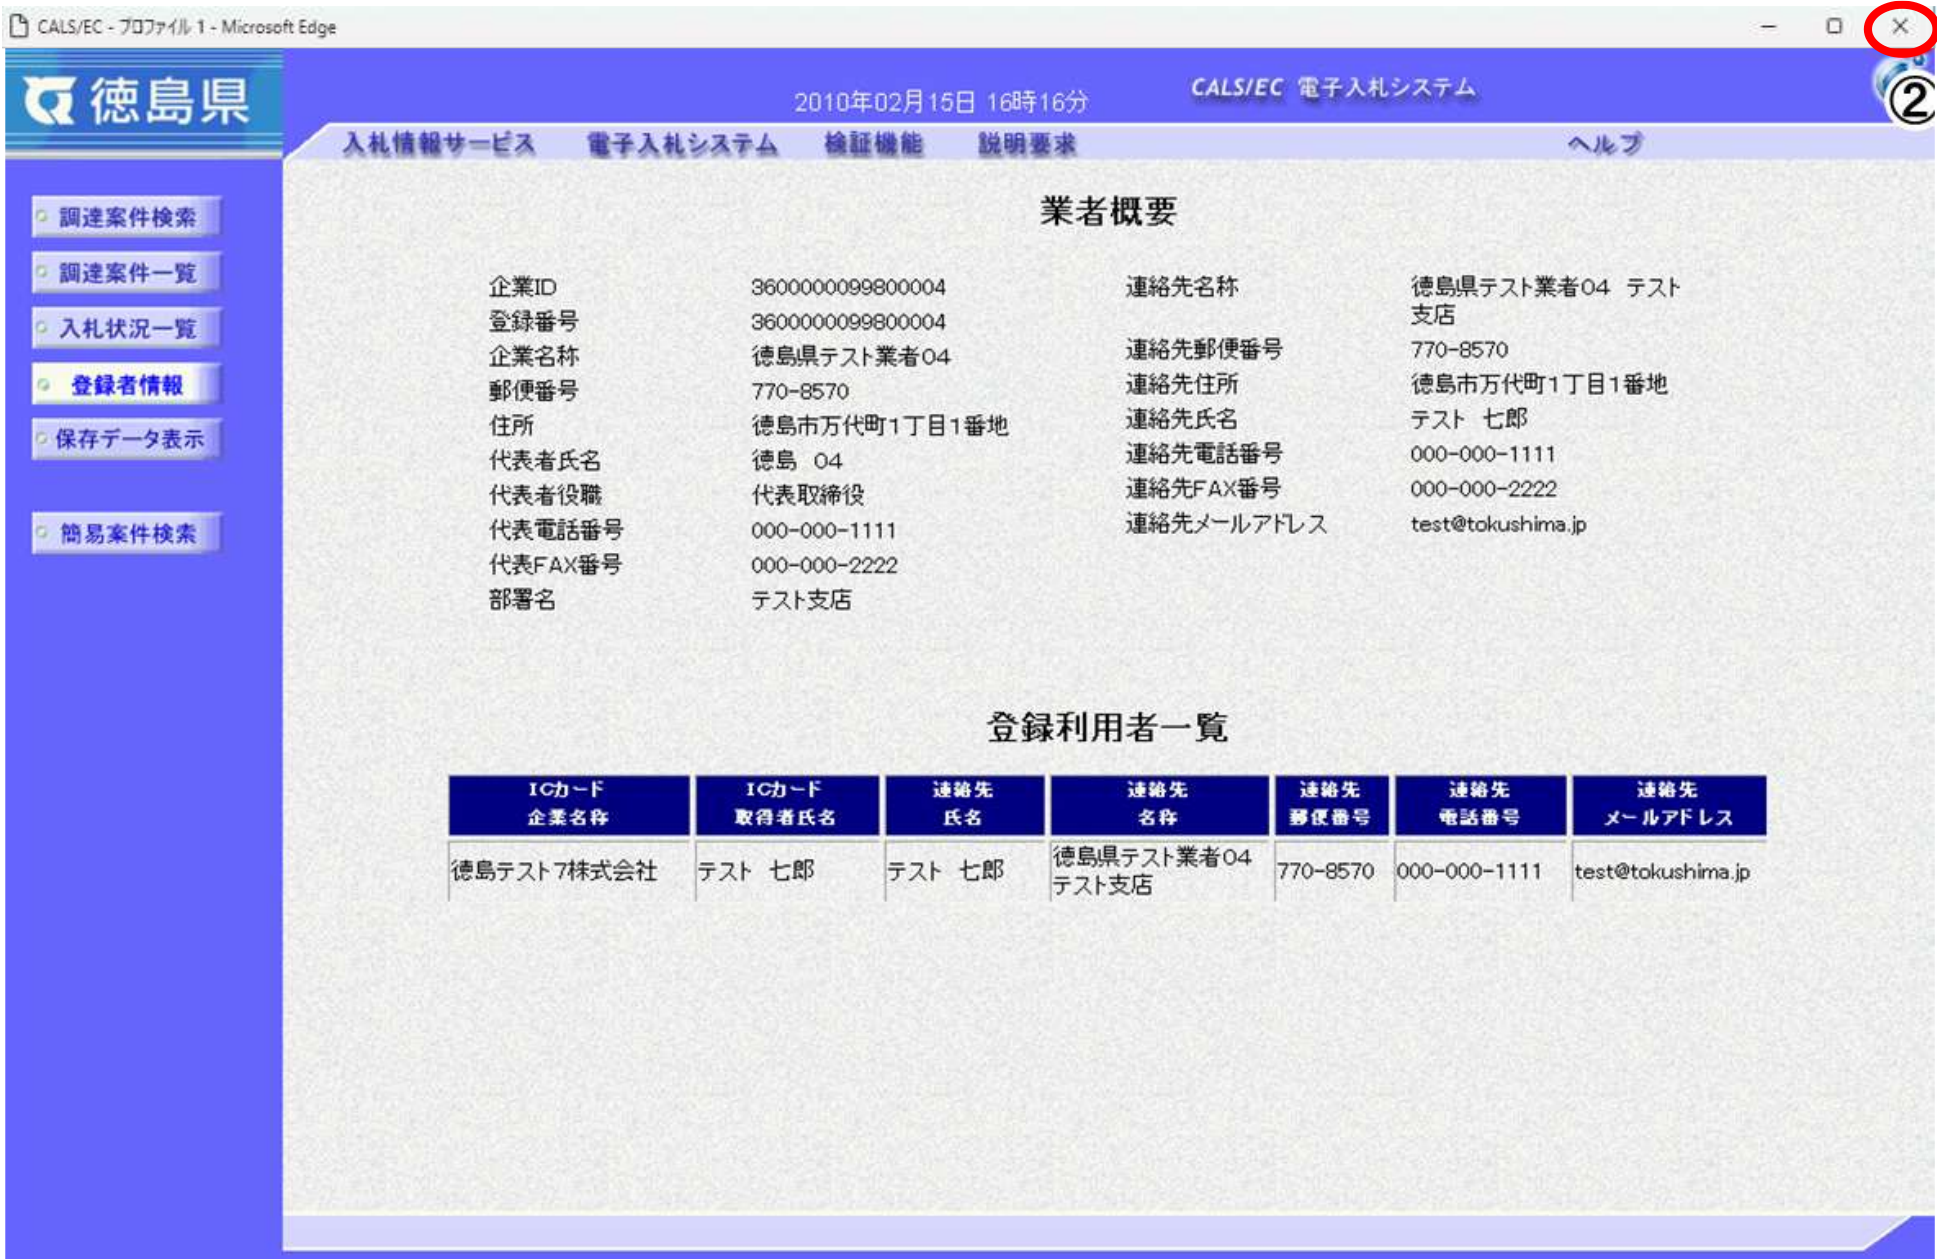 CALS/EC - プロファイル 1 - Microsoft Edge
徳島県
2010年02月15日 16時16分
CALS/EC 電子入札システム
②
入札情報サービス 電子入札システム 検証機能 説明要求 ヘルプ
調達案件検索
調達案件一覧
入札状況一覧
登録者情報
保存データ表示
簡易案件検索
業者概要
企業ID 3600000099800004
登録番号 3600000099800004
企業名称 徳島県テスト業者04
郵便番号 770-8570
住所 徳島市万代町1丁目1番地
代表者氏名 徳島 04
代表者役職 代表取締役
代表電話番号 000-000-1111
代表FAX番号 000-000-2222
部署名 テスト支店
連絡先名称 徳島県テスト業者04 テスト
支店
連絡先郵便番号 770-8570
連絡先住所 徳島市万代町1丁目1番地
連絡先氏名 テスト 七郎
連絡先電話番号 000-000-1111
連絡先FAX番号 000-000-2222
連絡先メールアドレス test@tokushima.jp
登録利用者一覧
ICカード
企業名称
ICカード
取得者氏名
連絡先
氏名
連絡先
名称
連絡先
郵便番号
連絡先
電話番号
連絡先
メールアドレス
徳島テスト7株式会社
テスト 七郎
テスト 七郎
徳島県テスト業者04
テスト支店
770-8570
000-000-1111
test@tokushima.jp